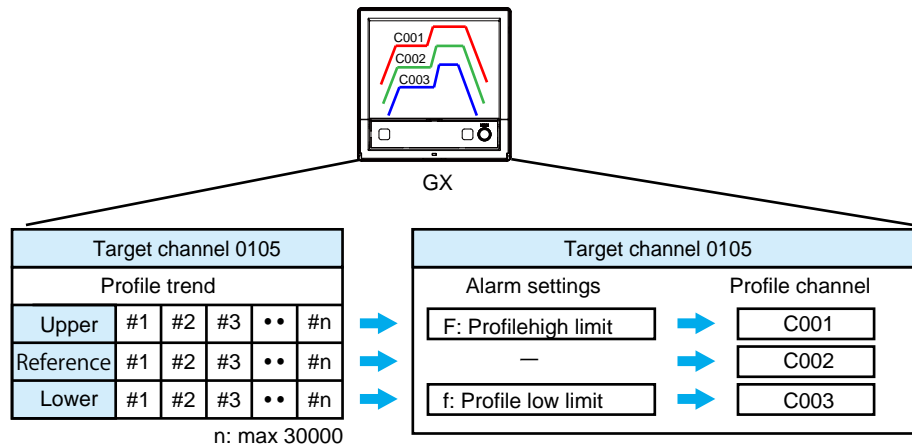 C001
C002
C003
GX
Target channel 0105
Profile trend
Upper #1 #2 #3 •• #n
Reference #1 #2 #3 •• #n
Lower #1 #2 #3 •• #n
n: max 30000
Target channel 0105
Alarm settings Profile channel
F: Profilehigh limit C001
— C002
f: Profile low limit C003